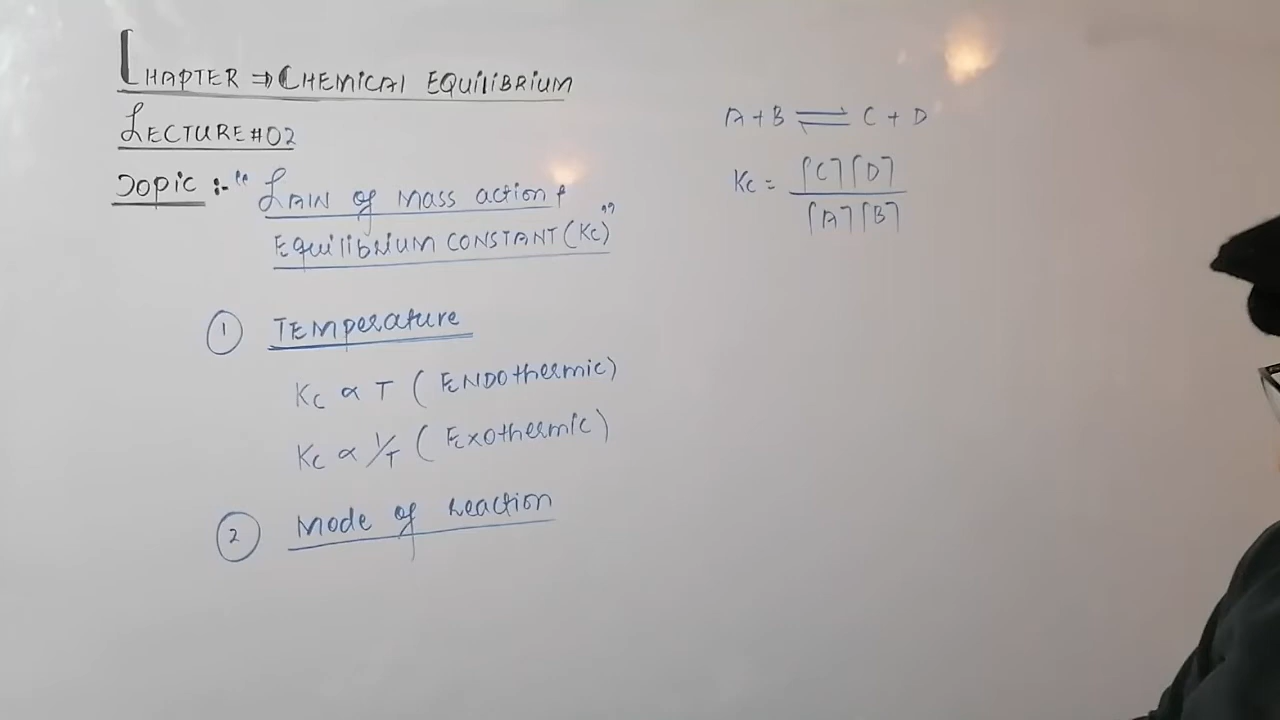 CHAPTER ⇒ CHEMICAL EQUILIBRIUM
LECTURE #02
TOPIC :- "LAW of mass action &
EQUILIBRIUM CONSTANT (Kc)"
① TEMPERATURE
Kc ∝ T (ENDOthermic)
Kc ∝ 1/T (Exothermic)
② Mode of reaction
A + B ⇌ C + D
Kc = [C][D] / [A][B]